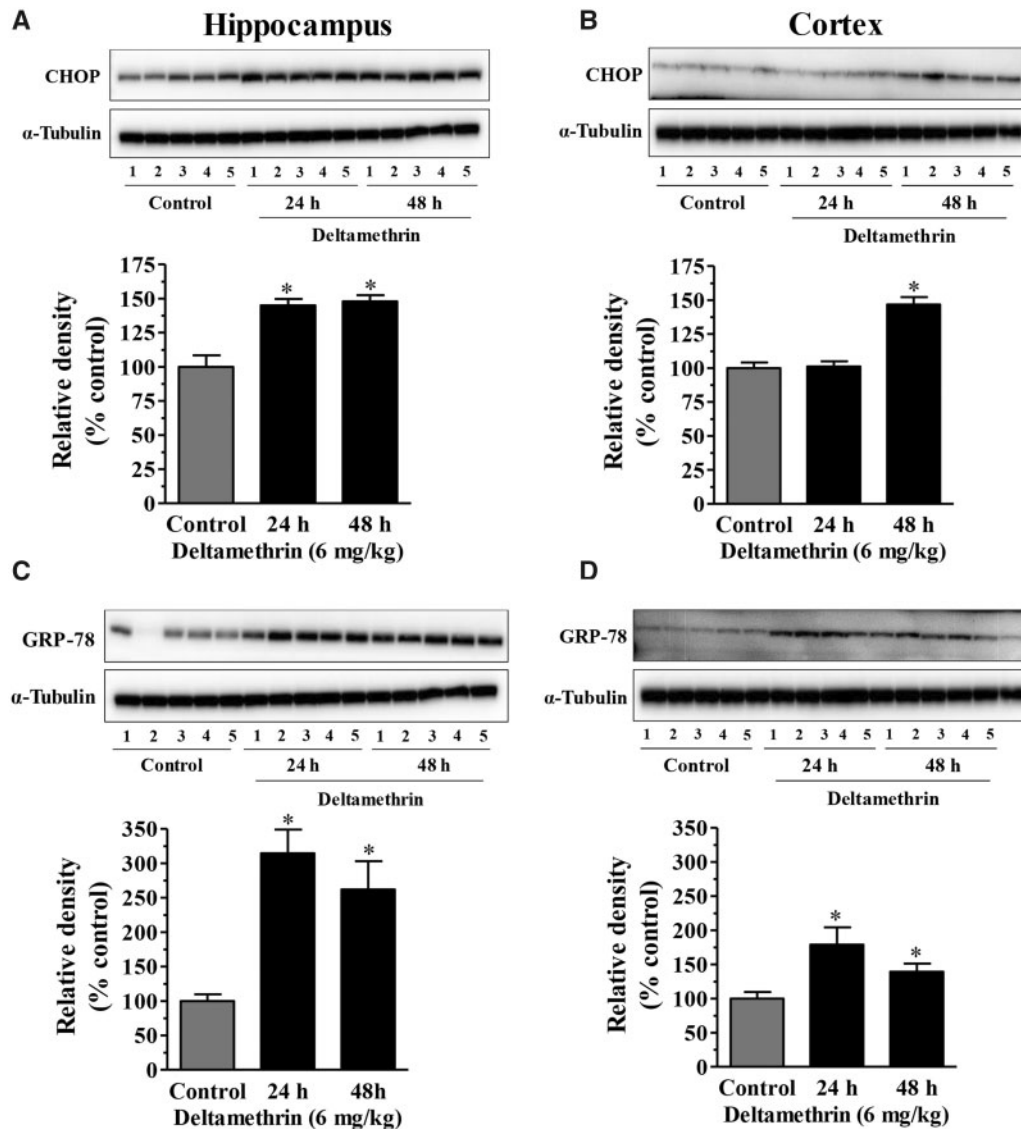 A
Hippocampus
CHOP
α-Tubulin
1 2 3 4 5 1 2 3 4 5 1 2 3 4 5
Control
24 h
48 h
Deltamethrin
Relative density
(% control)
175
150
125
100
75
50
25
0
*
*
Control 24 h 48 h
Deltamethrin (6 mg/kg)
B
Cortex
CHOP
α-Tubulin
1 2 3 4 5 1 2 3 4 5 1 2 3 4 5
Control
24 h
48 h
Deltamethrin
Relative density
(% control)
175
150
125
100
75
50
25
0
*
Control 24 h 48 h
Deltamethrin (6 mg/kg)
C
GRP-78
α-Tubulin
1 2 3 4 5 1 2 3 4 5 1 2 3 4 5
Control
24 h
48 h
Deltamethrin
Relative density
(% control)
350
300
250
200
150
100
50
0
*
*
Control 24 h 48h
Deltamethrin (6 mg/kg)
D
GRP-78
α-Tubulin
1 2 3 4 5 1 2 3 4 5 1 2 3 4 5
Control
24 h
48 h
Deltamethrin
Relative density
(% control)
350
300
250
200
150
100
50
0
*
*
Control 24 h 48 h
Deltamethrin (6 mg/kg)